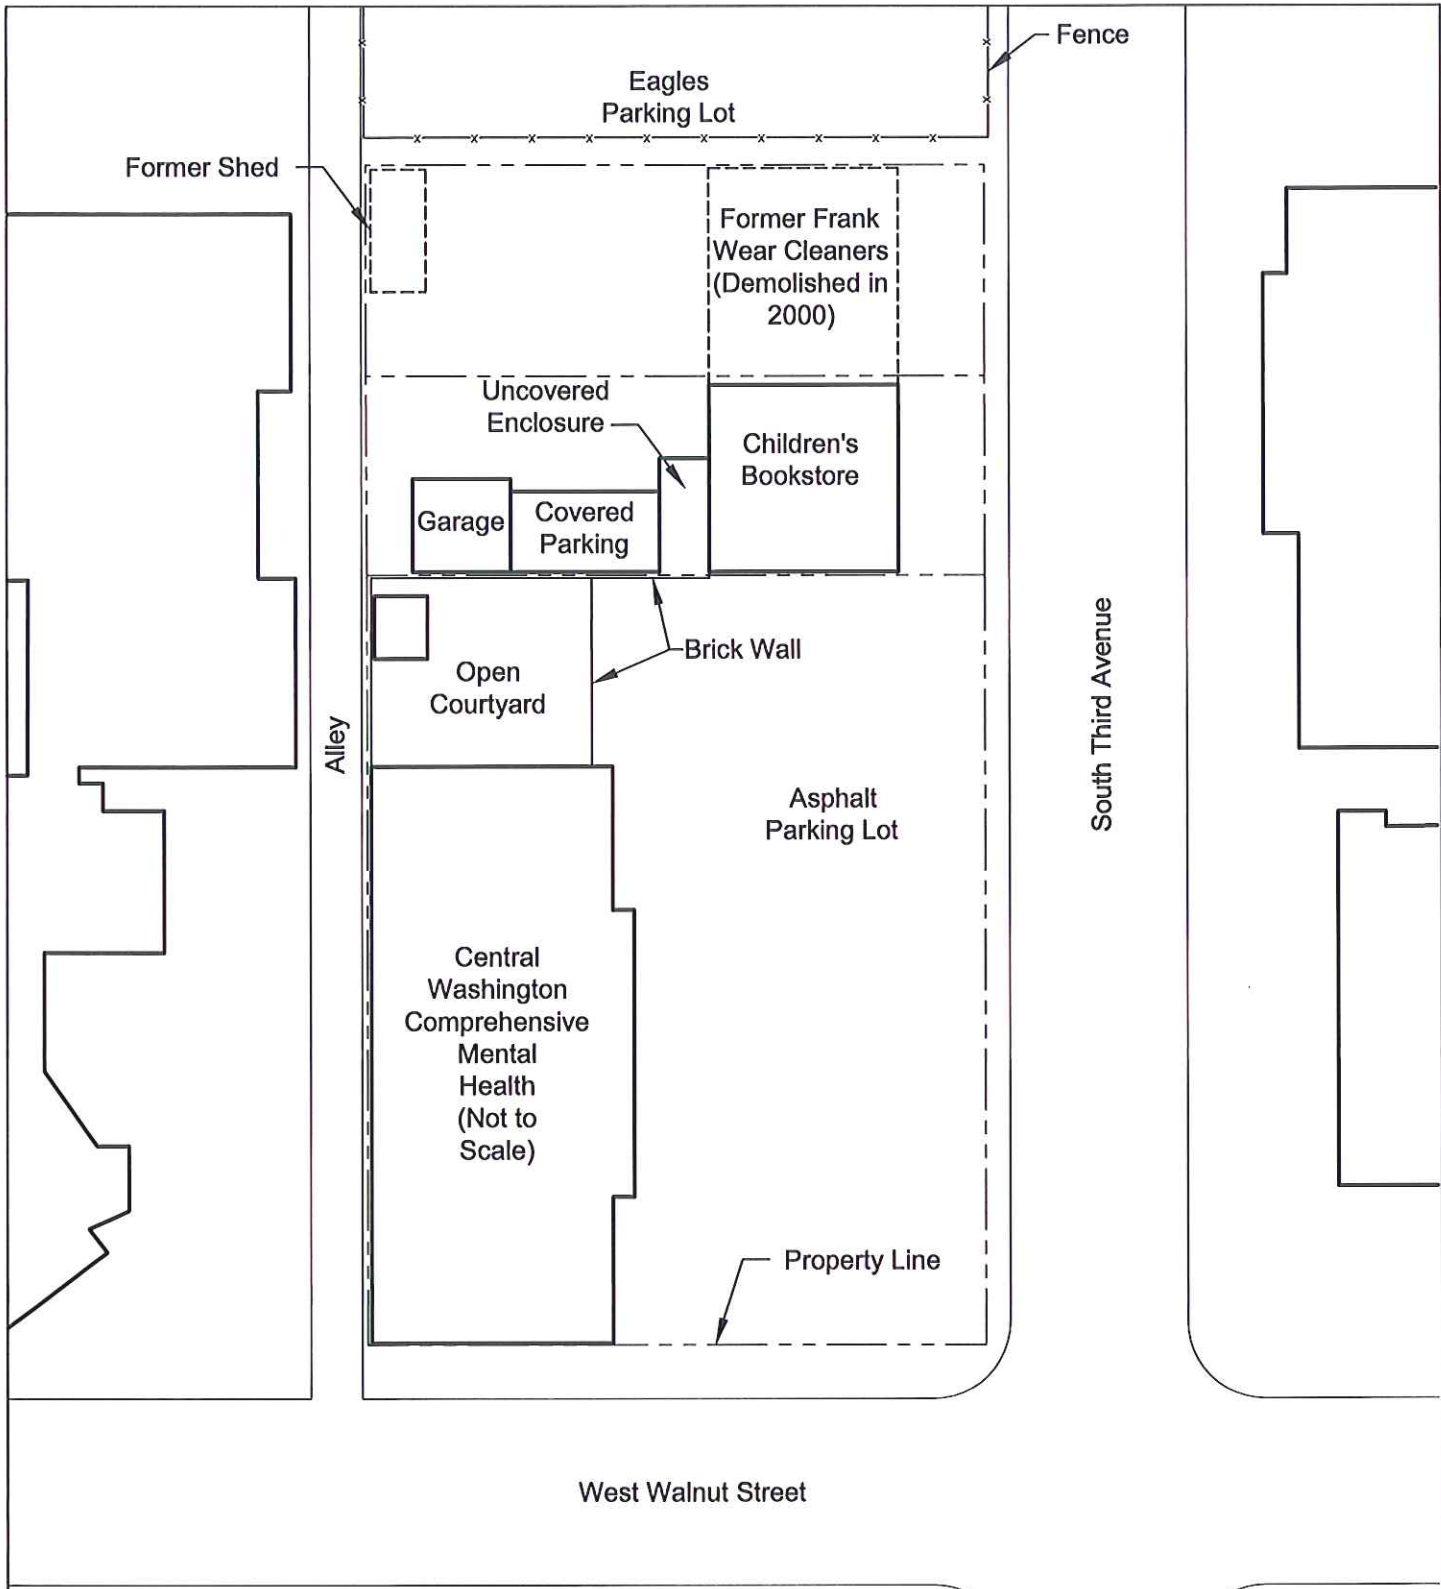 Fence
Eagles
Parking Lot
Former Shed
Former Frank
Wear Cleaners
(Demolished in
2000)
Uncovered
Enclosure
Children's
Bookstore
Garage
Covered
Parking
Brick Wall
Open
Courtyard
Alley
South Third Avenue
Asphalt
Parking Lot
Central
Washington
Comprehensive
Mental
Health
(Not to
Scale)
Property Line
West Walnut Street